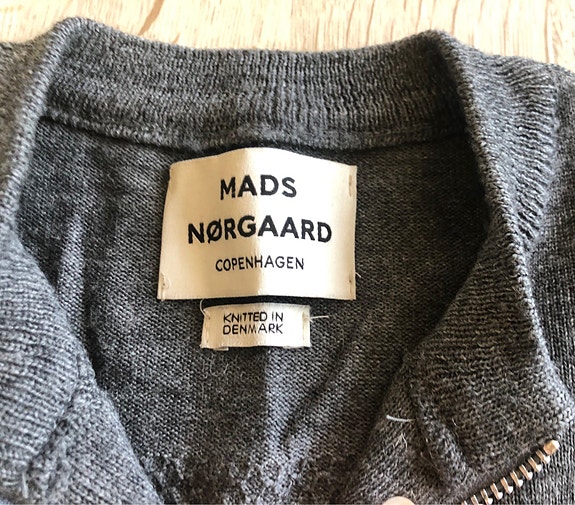 MADS
NØRGAARD
COPENHAGEN
KNITTED IN
DENMARK